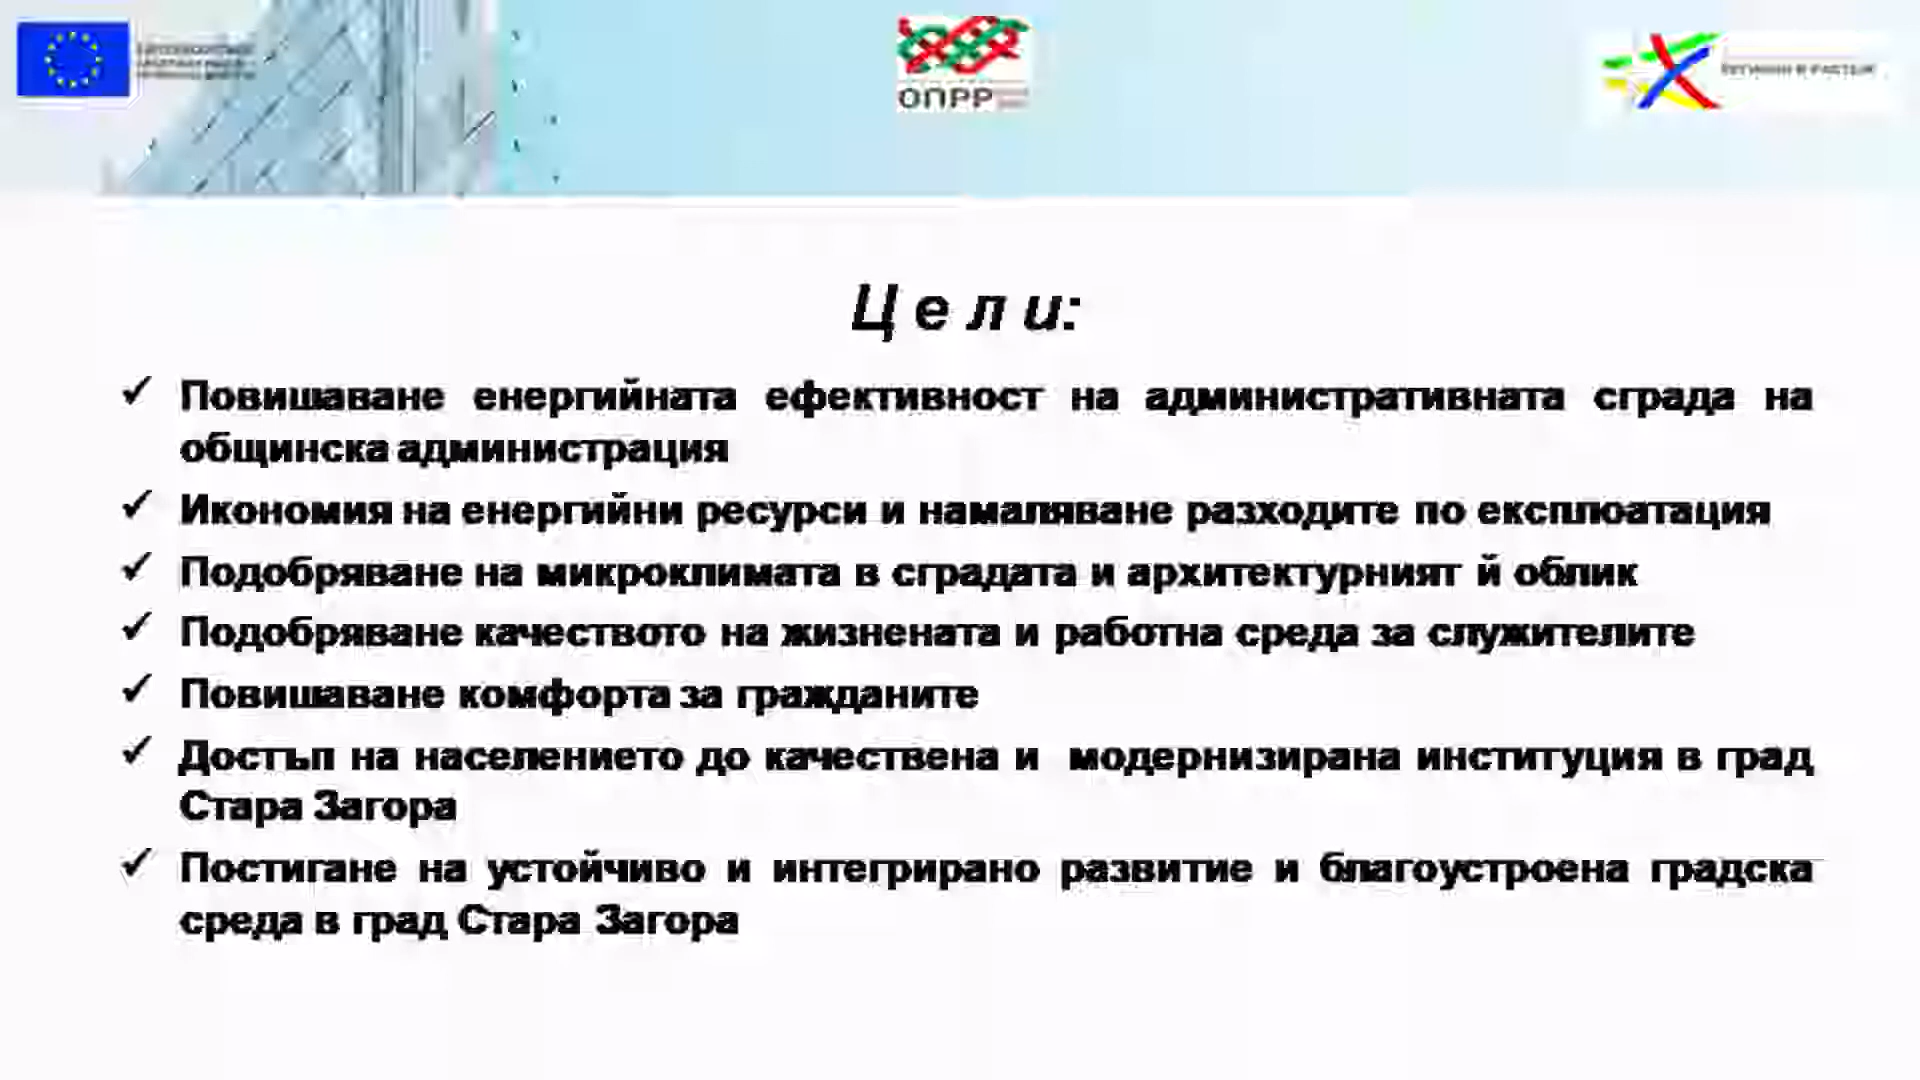 ОПРР
РЕГИОНИ В РАСТЕЖ
Ц е л и:
✓ Повишаване енергийната ефективност на административната сграда на
общинска администрация
✓ Икономия на енергийни ресурси и намаляване разходите по експлоатация
✓ Подобряване на микроклимата в сградата и архитектурният й облик
✓ Подобряване качеството на жизнената и работна среда за служителите
✓ Повишаване комфорта за гражданите
✓ Достъп на населението до качествена и модернизирана институция в град
Стара Загора
✓ Постигане на устойчиво и интегрирано развитие и благоустроена градска
среда в град Стара Загора